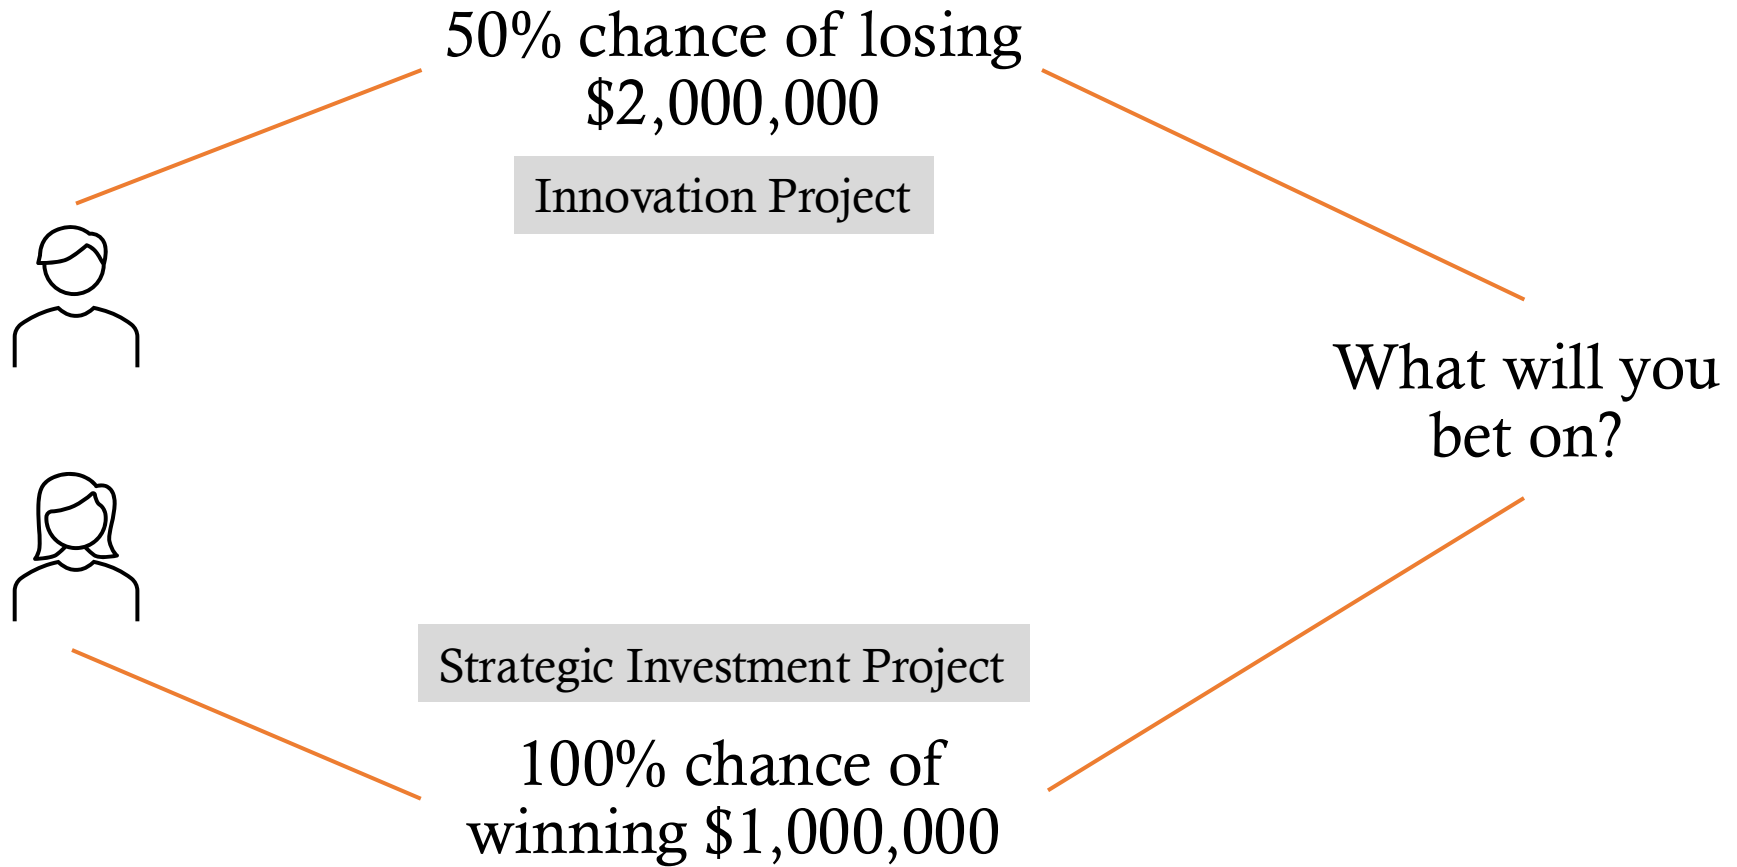 50% chance of losing
$2,000,000
Innovation Project
What will you
bet on?
Strategic Investment Project
100% chance of
winning $1,000,000